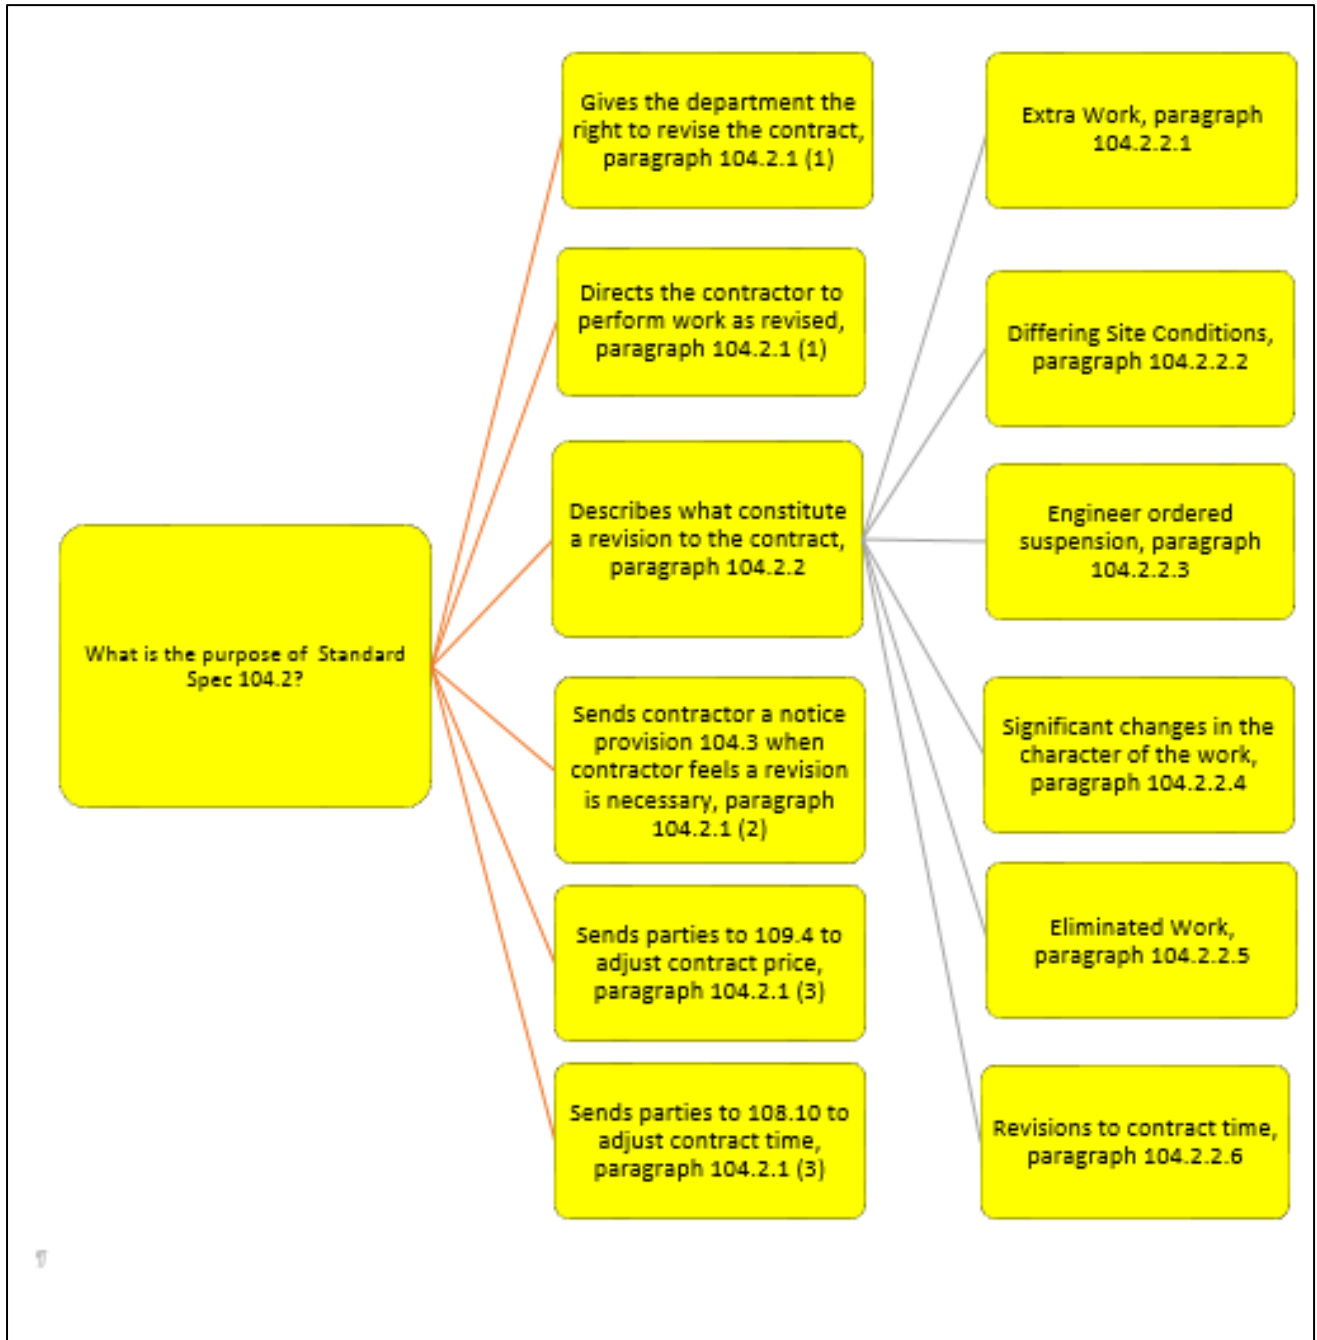 What is the purpose of  Standard
Spec 104.2?
Gives the department the
right to revise the contract,
paragraph 104.2.1 (1)
Directs the contractor to
perform work as revised,
paragraph 104.2.1 (1)
Describes what constitute
a revision to the contract,
paragraph 104.2.2
Sends contractor a notice
provision 104.3 when
contractor feels a revision
is necessary, paragraph
104.2.1 (2)
Sends parties to 109.4 to
adjust contract price,
paragraph 104.2.1 (3)
Sends parties to 108.10 to
adjust contract time,
paragraph 104.2.1 (3)
Extra Work, paragraph
104.2.2.1
Differing Site Conditions,
paragraph 104.2.2.2
Engineer ordered
suspension, paragraph
104.2.2.3
Significant changes in the
character of the work,
paragraph 104.2.2.4
Eliminated Work,
paragraph 104.2.2.5
Revisions to contract time,
paragraph 104.2.2.6
¶